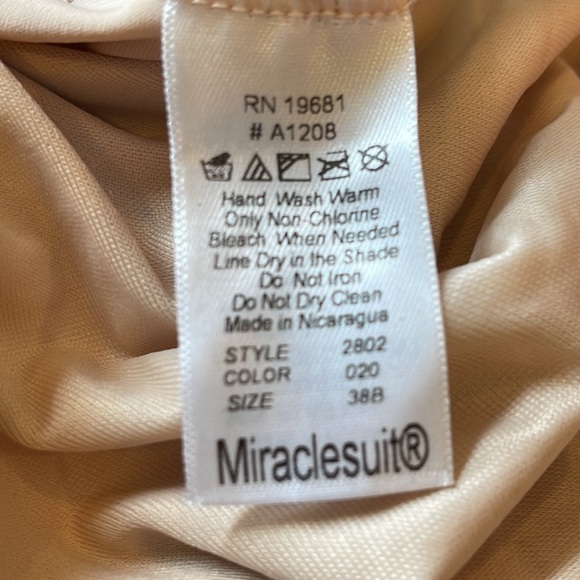 RN 19681
# A1208
Hand Wash Warm
Only Non-Chlorine
Bleach When Needed
Line Dry in the Shade
Do Not Iron
Do Not Dry Clean
Made in Nicaragua
STYLE 2802
COLOR 020
SIZE 38B
Miraclesuit®